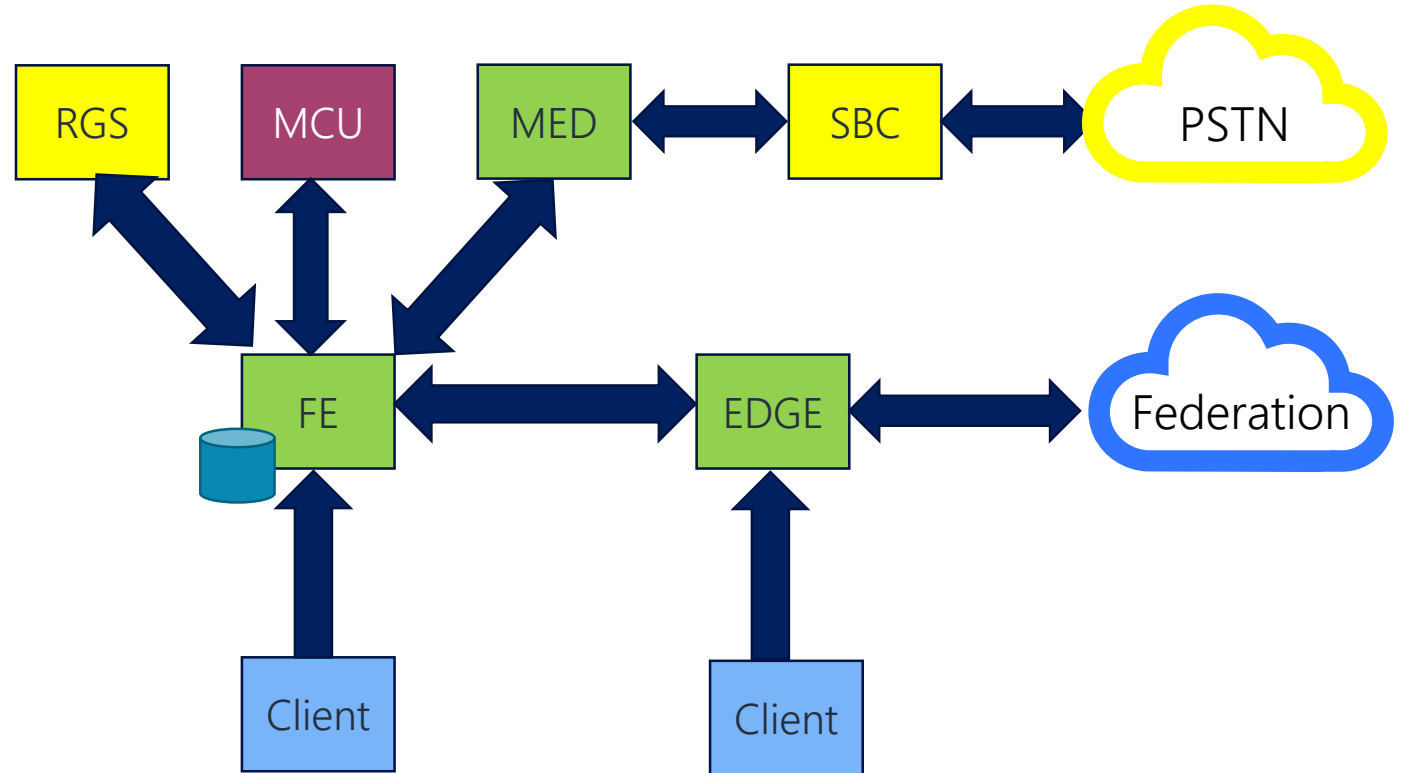 RGS
MCU
MED
SBC
PSTN
FE
EDGE
Federation
Client
Client